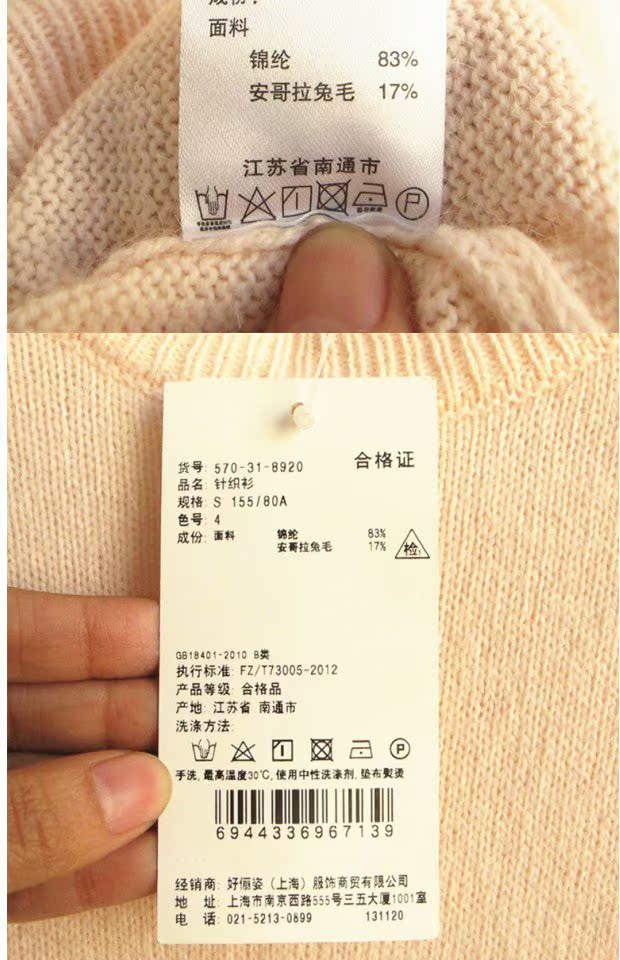 成份:
面料
锦纶 83%
安哥拉兔毛 17%
江苏省南通市
P
合格证
货号: 570-31-8920
品名: 针织衫
规格: S 155/80A
色号: 4
成份: 面料 锦纶 83%
安哥拉兔毛 17%
检1
GB18401-2010 B类
执行标准: FZ/T73005-2012
产品等级: 合格品
产地: 江苏省 南通市
洗涤方法:
P
手洗,最高温度30℃,使用中性洗涤剂,垫布熨烫
6944336967139
经销商: 好俪姿(上海)服饰商贸有限公司
地 址: 上海市南京西路555号三五大厦1001室
电 话: 021-5213-0899 131120